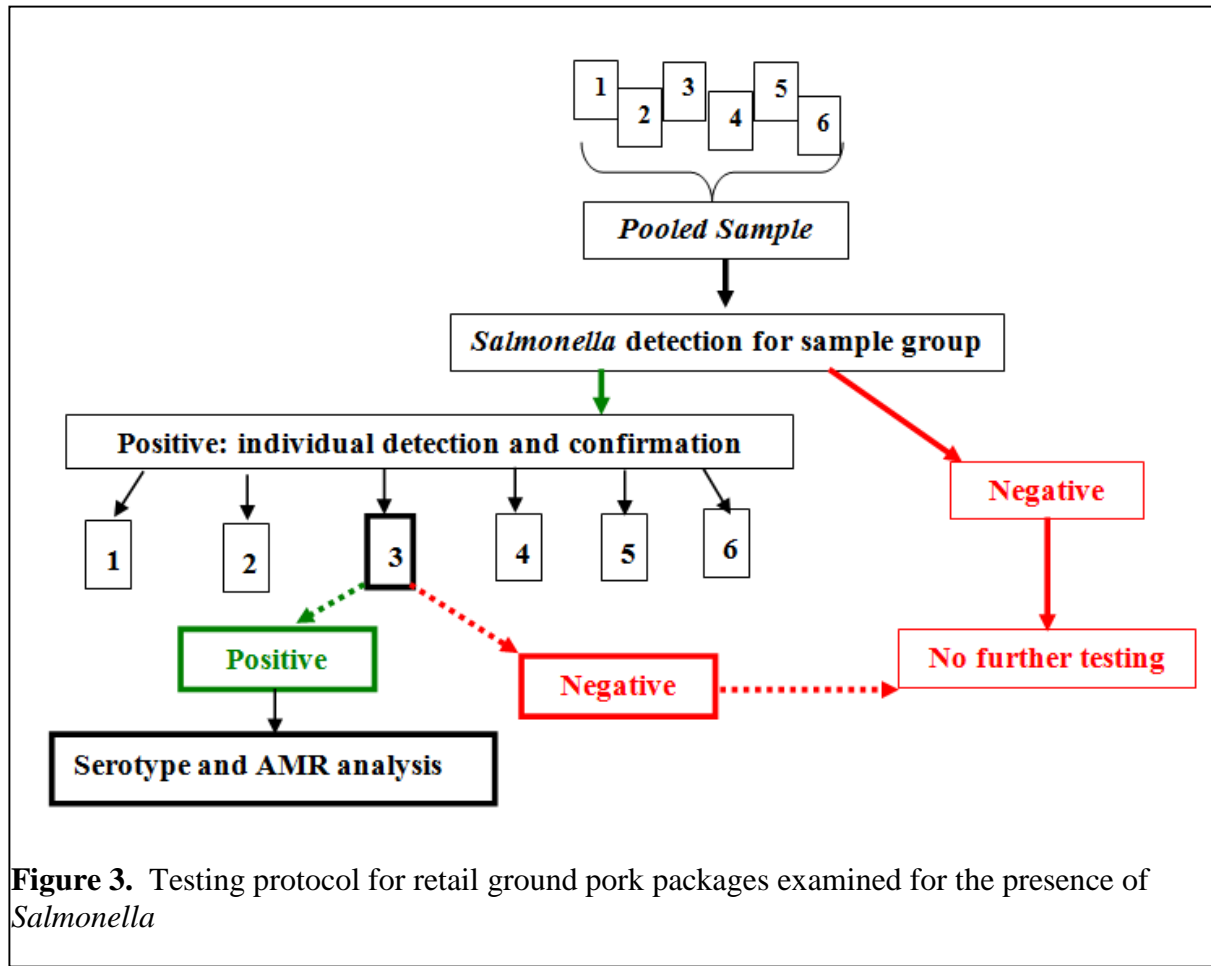 1
2
3
4
5
6
Pooled Sample
Salmonella detection for sample group
Positive: individual detection and confirmation
Negative
1
2
3
4
5
6
Positive
Negative
No further testing
Serotype and AMR analysis
Figure 3. Testing protocol for retail ground pork packages examined for the presence of
Salmonella